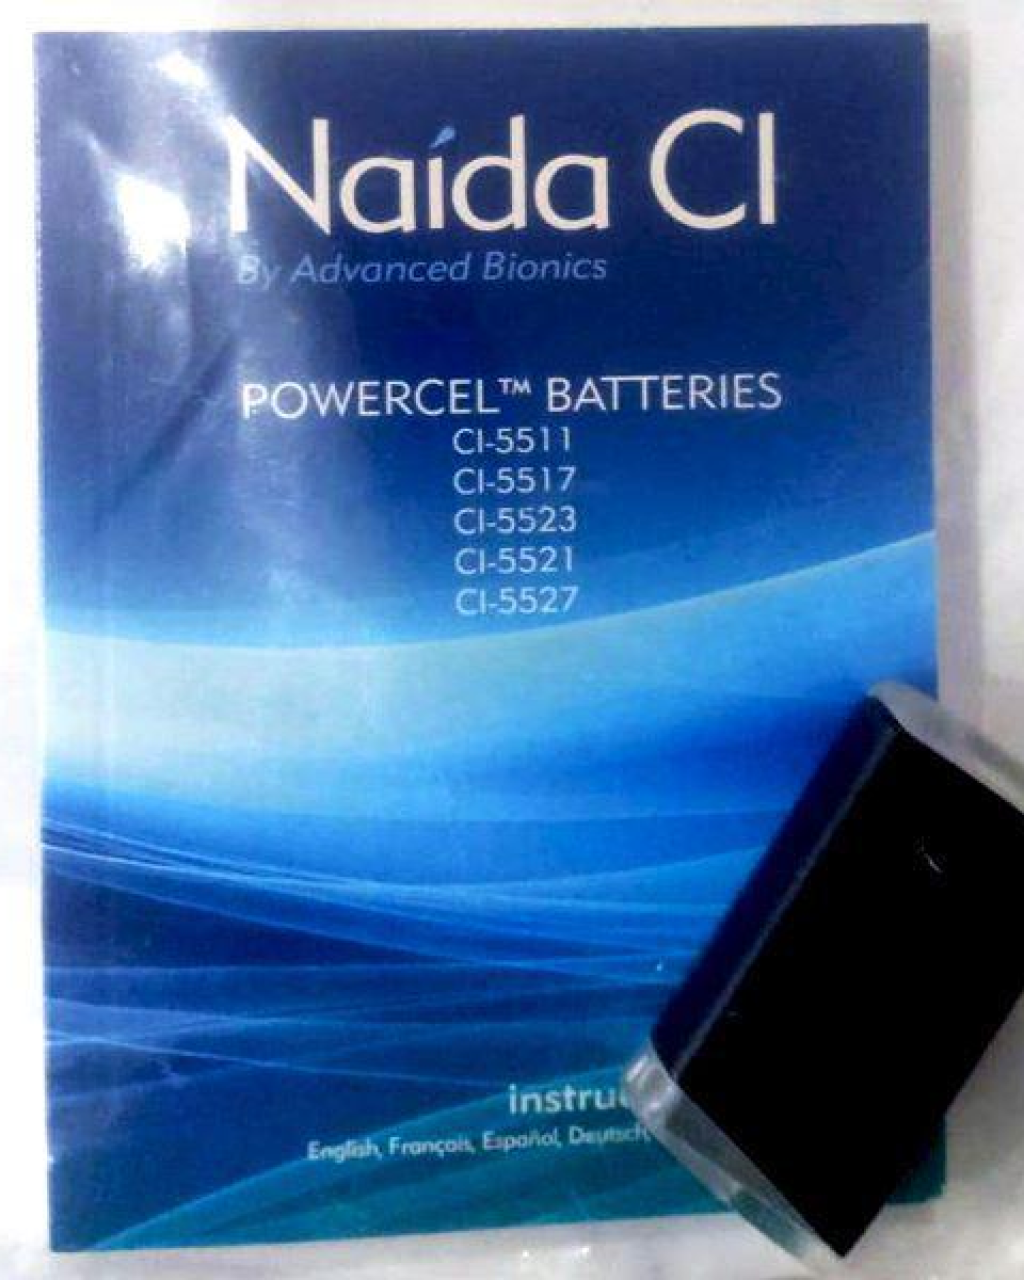 Naída CI
By Advanced Bionics
POWERCEL™ BATTERIES
CI-5511
CI-5517
CI-5523
CI-5521
CI-5527
English, Français, Español, Deutsch